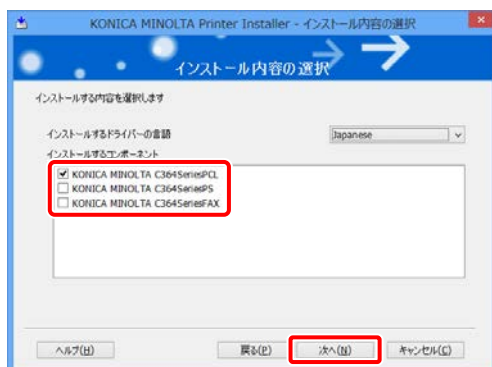 KONICA MINOLTA Printer Installer - インストール内容の選択
インストール内容の選択
インストールする内容を選択します
インストールするドライバーの言語
Japanese
インストールするコンポーネント
KONICA MINOLTA C364SeriesPCL
KONICA MINOLTA C364SeriesPS
KONICA MINOLTA C364SeriesFAX
ヘルプ(H)
戻る(P)
次へ(N)
キャンセル(C)